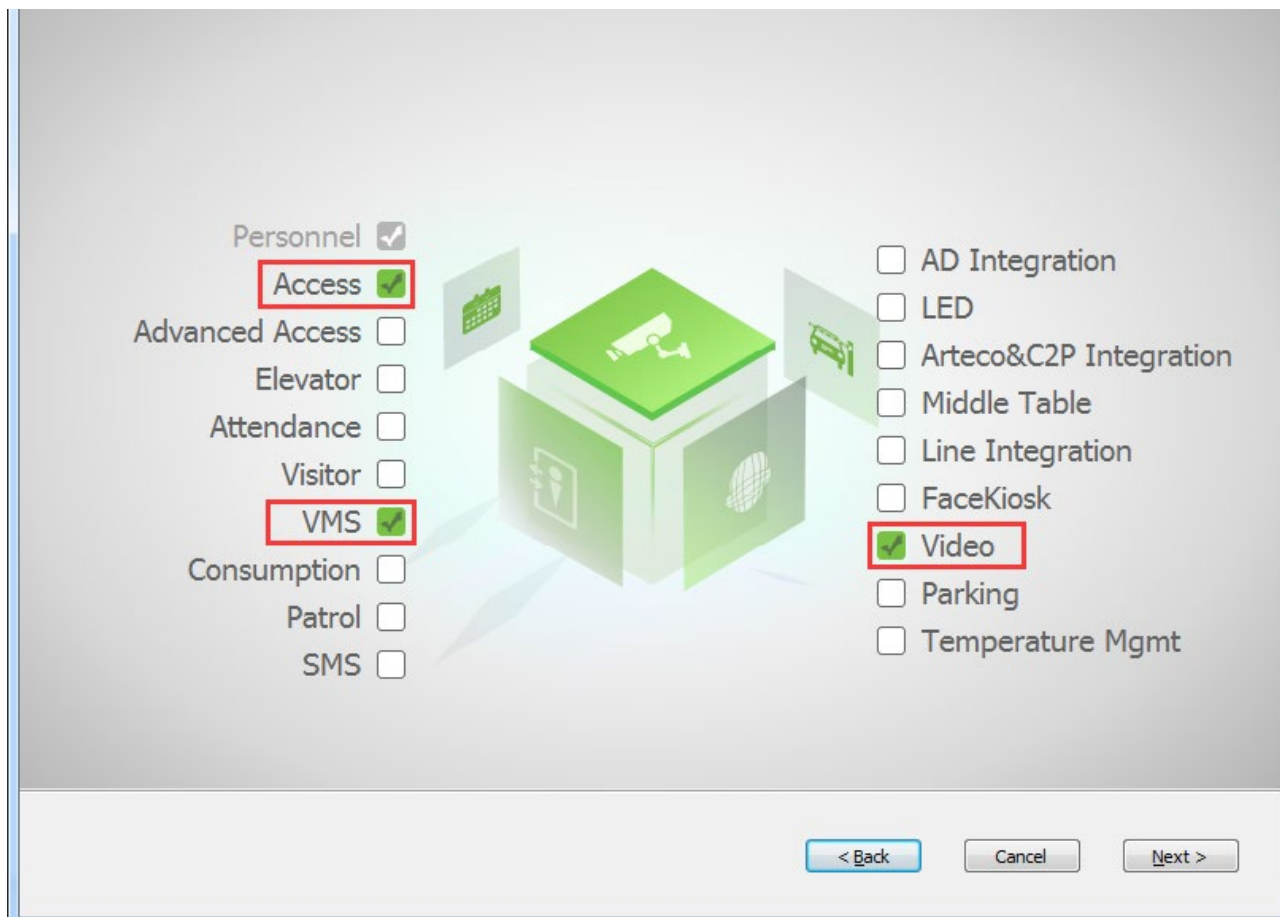 Personnel
Access
Advanced Access
Elevator
Attendance
Visitor
VMS
Consumption
Patrol
SMS
AD Integration
LED
Arteco&C2P Integration
Middle Table
Line Integration
FaceKiosk
Video
Parking
Temperature Mgmt
< Back Cancel Next >